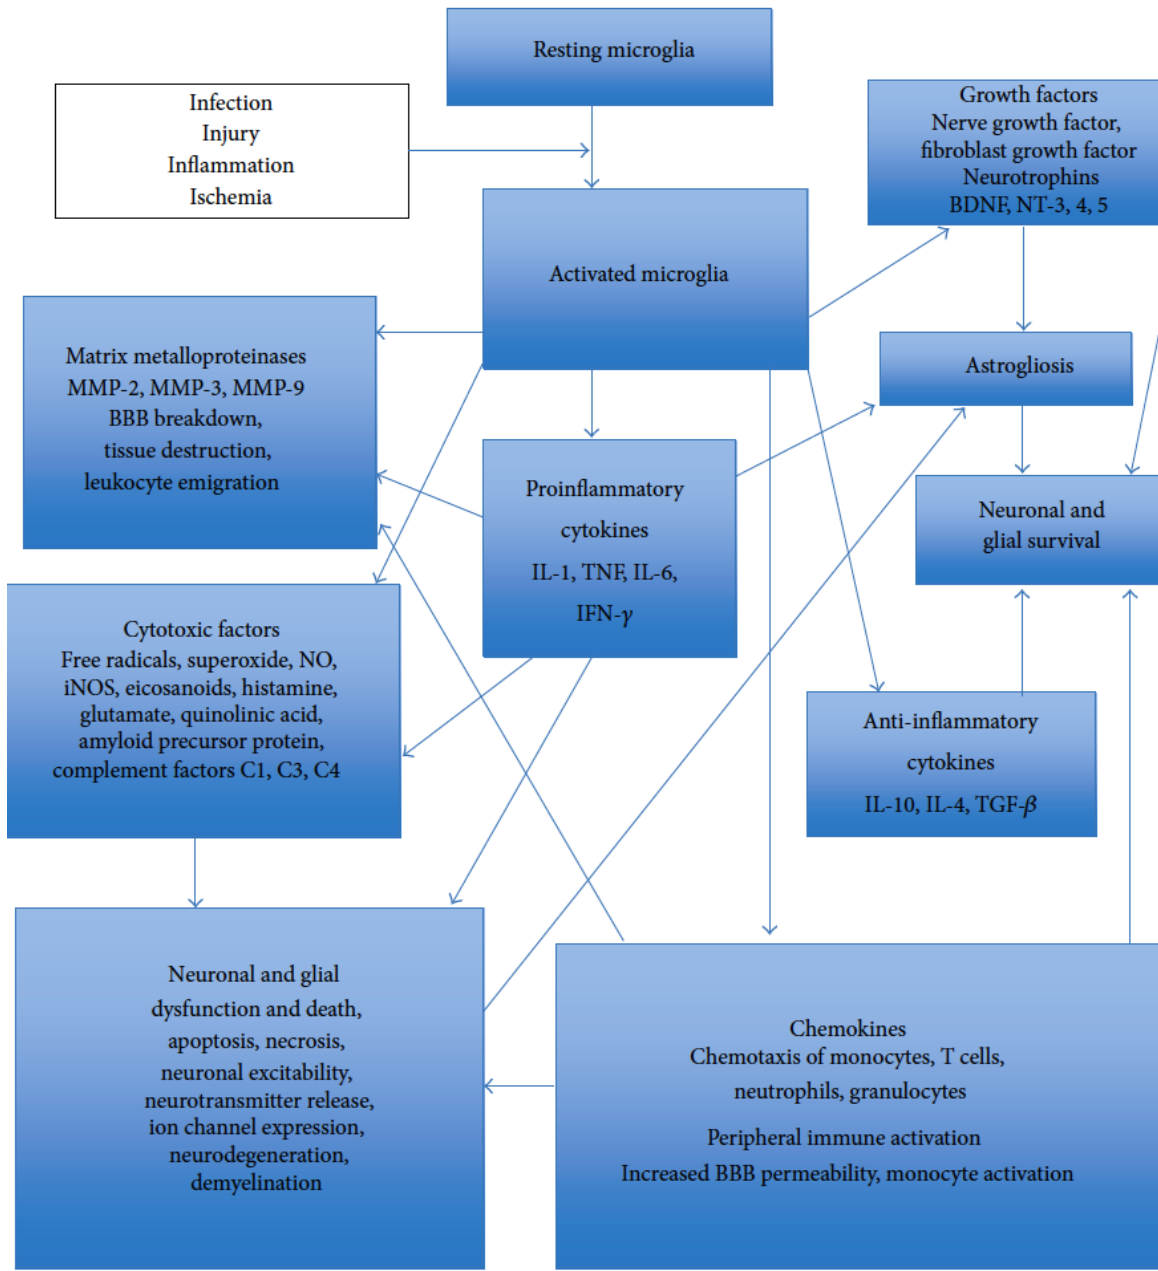 Resting microglia
Infection
Injury
Inflammation
Ischemia
Growth factors
Nerve growth factor,
fibroblast growth factor
Neurotrophins
BDNF, NT-3, 4, 5
Activated microglia
Matrix metalloproteinases
MMP-2, MMP-3, MMP-9
BBB breakdown,
tissue destruction,
leukocyte emigration
Astrogliosis
Proinflammatory
cytokines
IL-1, TNF, IL-6,
IFN-γ
Neuronal and
glial survival
Cytotoxic factors
Free radicals, superoxide, NO,
iNOS, eicosanoids, histamine,
glutamate, quinolinic acid,
amyloid precursor protein,
complement factors C1, C3, C4
Anti-inflammatory
cytokines
IL-10, IL-4, TGF-β
Neuronal and glial
dysfunction and death,
apoptosis, necrosis,
neuronal excitability,
neurotransmitter release,
ion channel expression,
neurodegeneration,
demyelination
Chemokines
Chemotaxis of monocytes, T cells,
neutrophils, granulocytes
Peripheral immune activation
Increased BBB permeability, monocyte activation